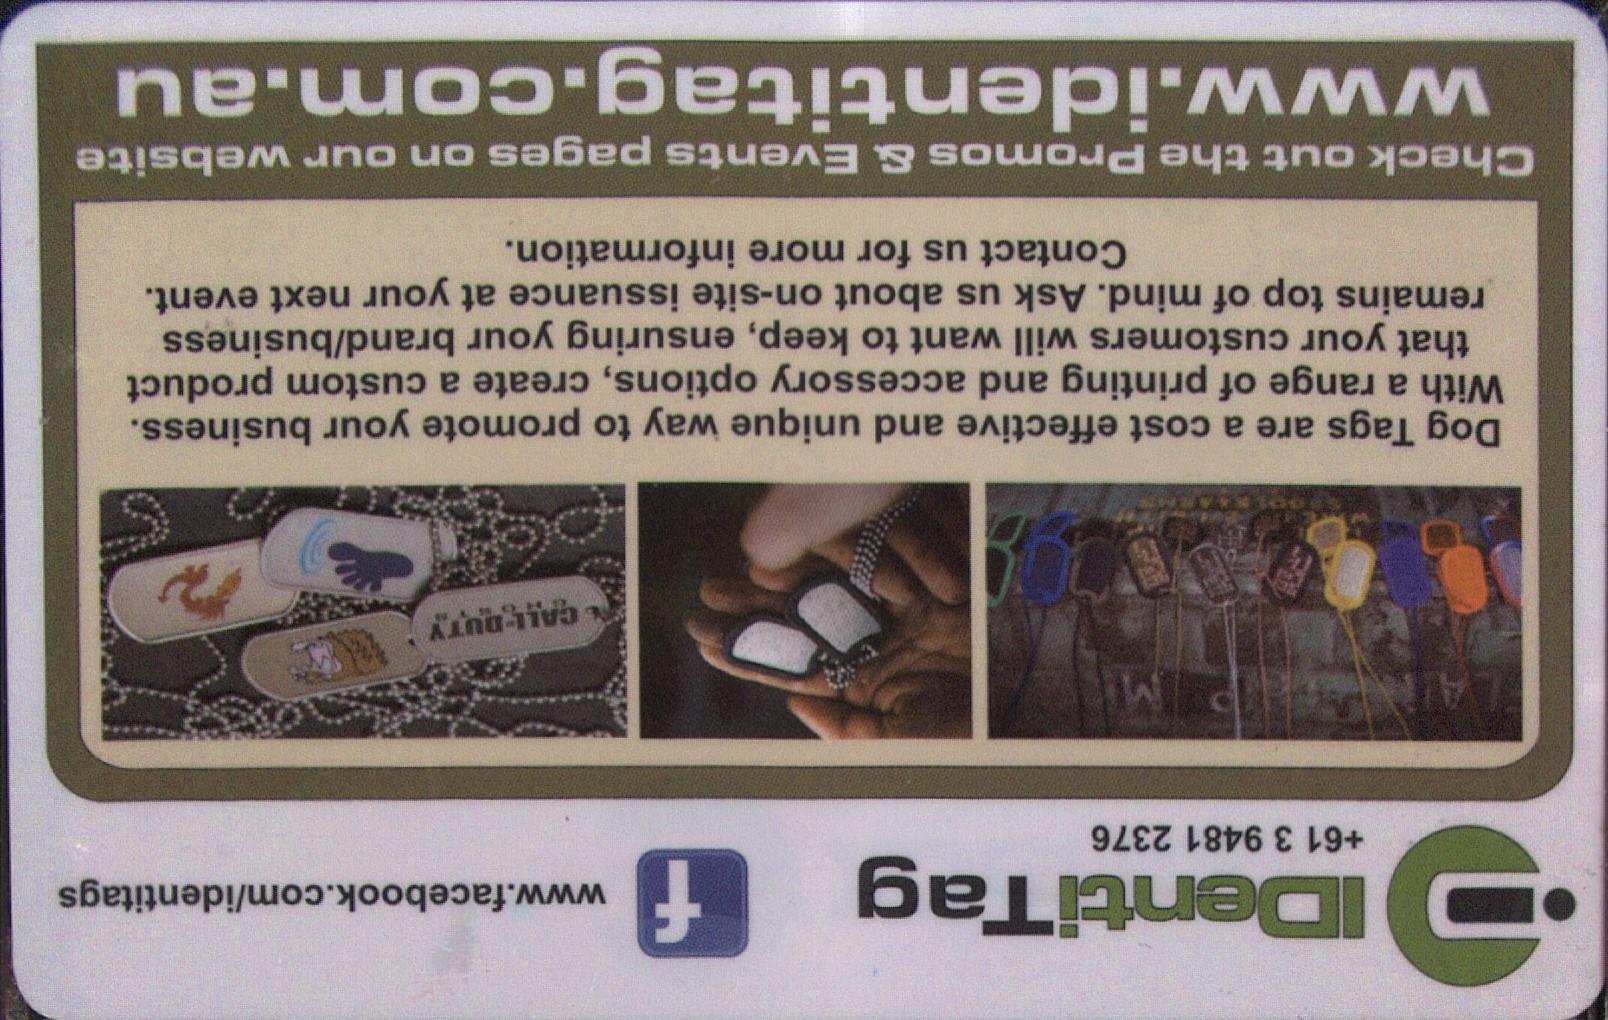 IDentiTag
+61 3 9481 2376
www.facebook.com/identitags
CALL OF DUTY
GHOSTS
Dog Tags are a cost effective and unique way to promote your business.
With a range of printing and accessory options, create a custom product
that your customers will want to keep, ensuring your brand/business
remains top of mind. Ask us about on-site issuance at your next event.
Contact us for more information.
Check out the Promos & Events pages on our website
www.identitag.com.au